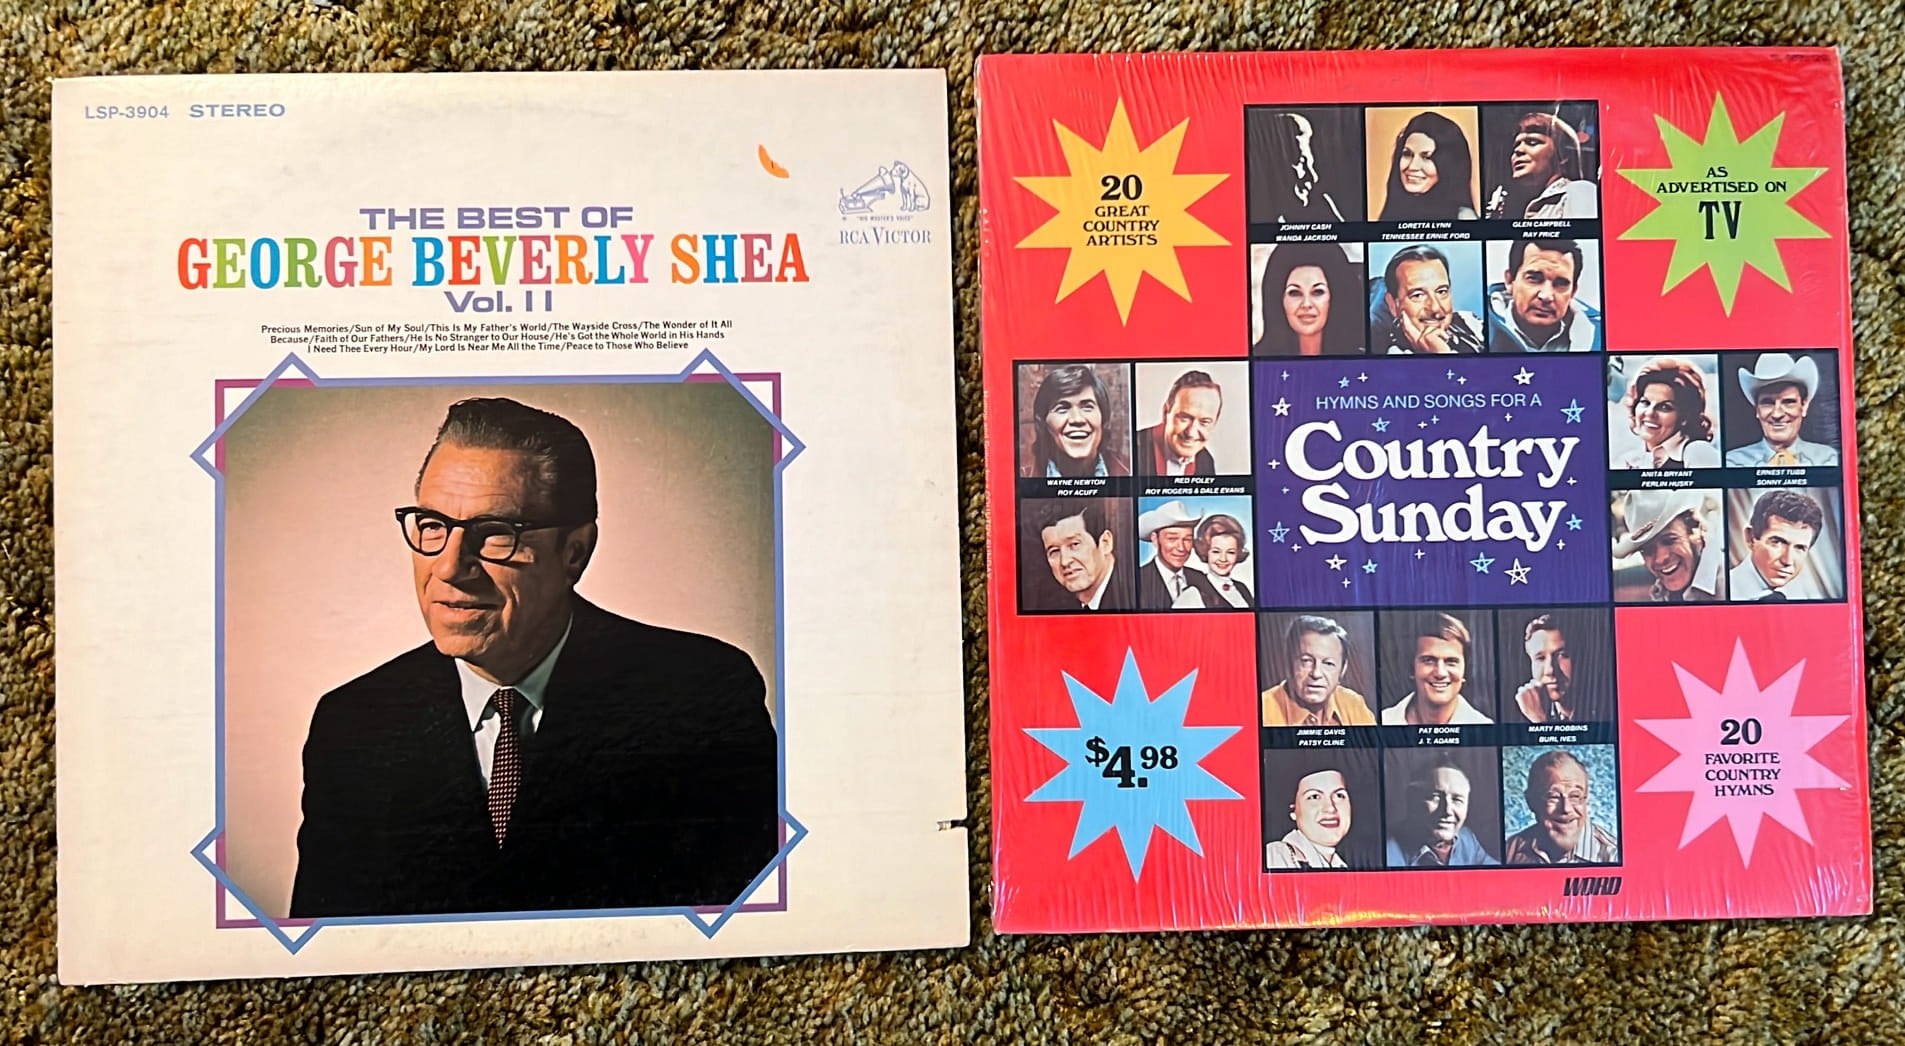 LSP-3904 STEREO
THE BEST OF
GEORGE BEVERLY SHEA
Vol. II
Precious Memories/Sun of My Soul/This Is My Father's World/The Wayside Cross/The Wonder of It All
Because/Faith of Our Fathers/He Is No Stranger to Our House/He's Got the Whole World in His Hands
I Need Thee Every Hour/My Lord Is Near Me All the Time/Peace to Those Who Believe
"HIS MASTER'S VOICE"
RCA VICTOR
20
GREAT
COUNTRY
ARTISTS
JOHNNY CASH LORETTA LYNN GLEN CAMPBELL
WANDA JACKSON TENNESSEE ERNIE FORD RAY PRICE
AS
ADVERTISED ON
TV
WAYNE NEWTON RED FOLEY
ROY ACUFF ROY ROGERS & DALE EVANS
HYMNS AND SONGS FOR A
Country
Sunday
ANITA BRYANT ERNEST TUBB
FERLIN HUSKY SONNY JAMES
$4.98
JIMMIE DAVIS PAT BOONE MARTY ROBBINS
PATSY CLINE J. T. ADAMS BURL IVES
20
FAVORITE
COUNTRY
HYMNS
WORD